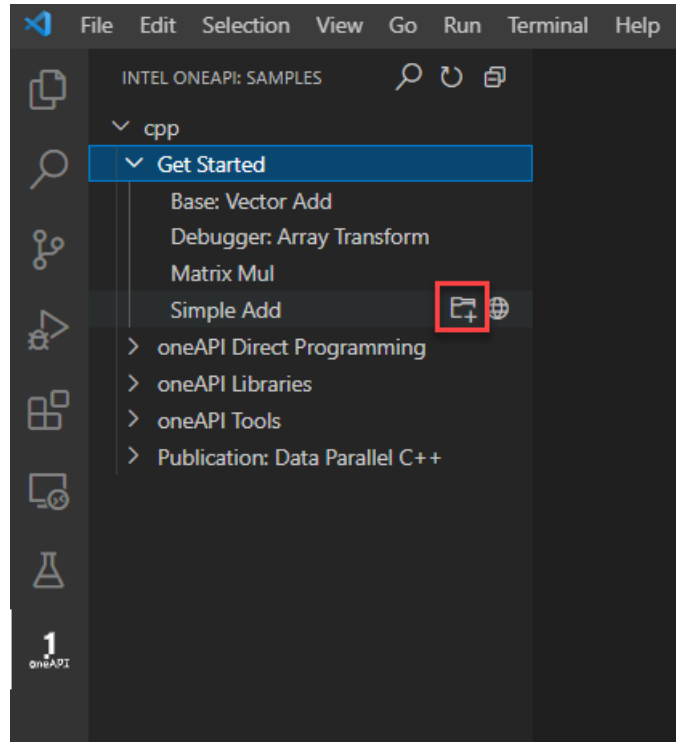 File Edit Selection View Go Run Terminal Help
INTEL ONEAPI: SAMPLES
cpp
Get Started
Base: Vector Add
Debugger: Array Transform
Matrix Mul
Simple Add
oneAPI Direct Programming
oneAPI Libraries
oneAPI Tools
Publication: Data Parallel C++
1
oneAPI